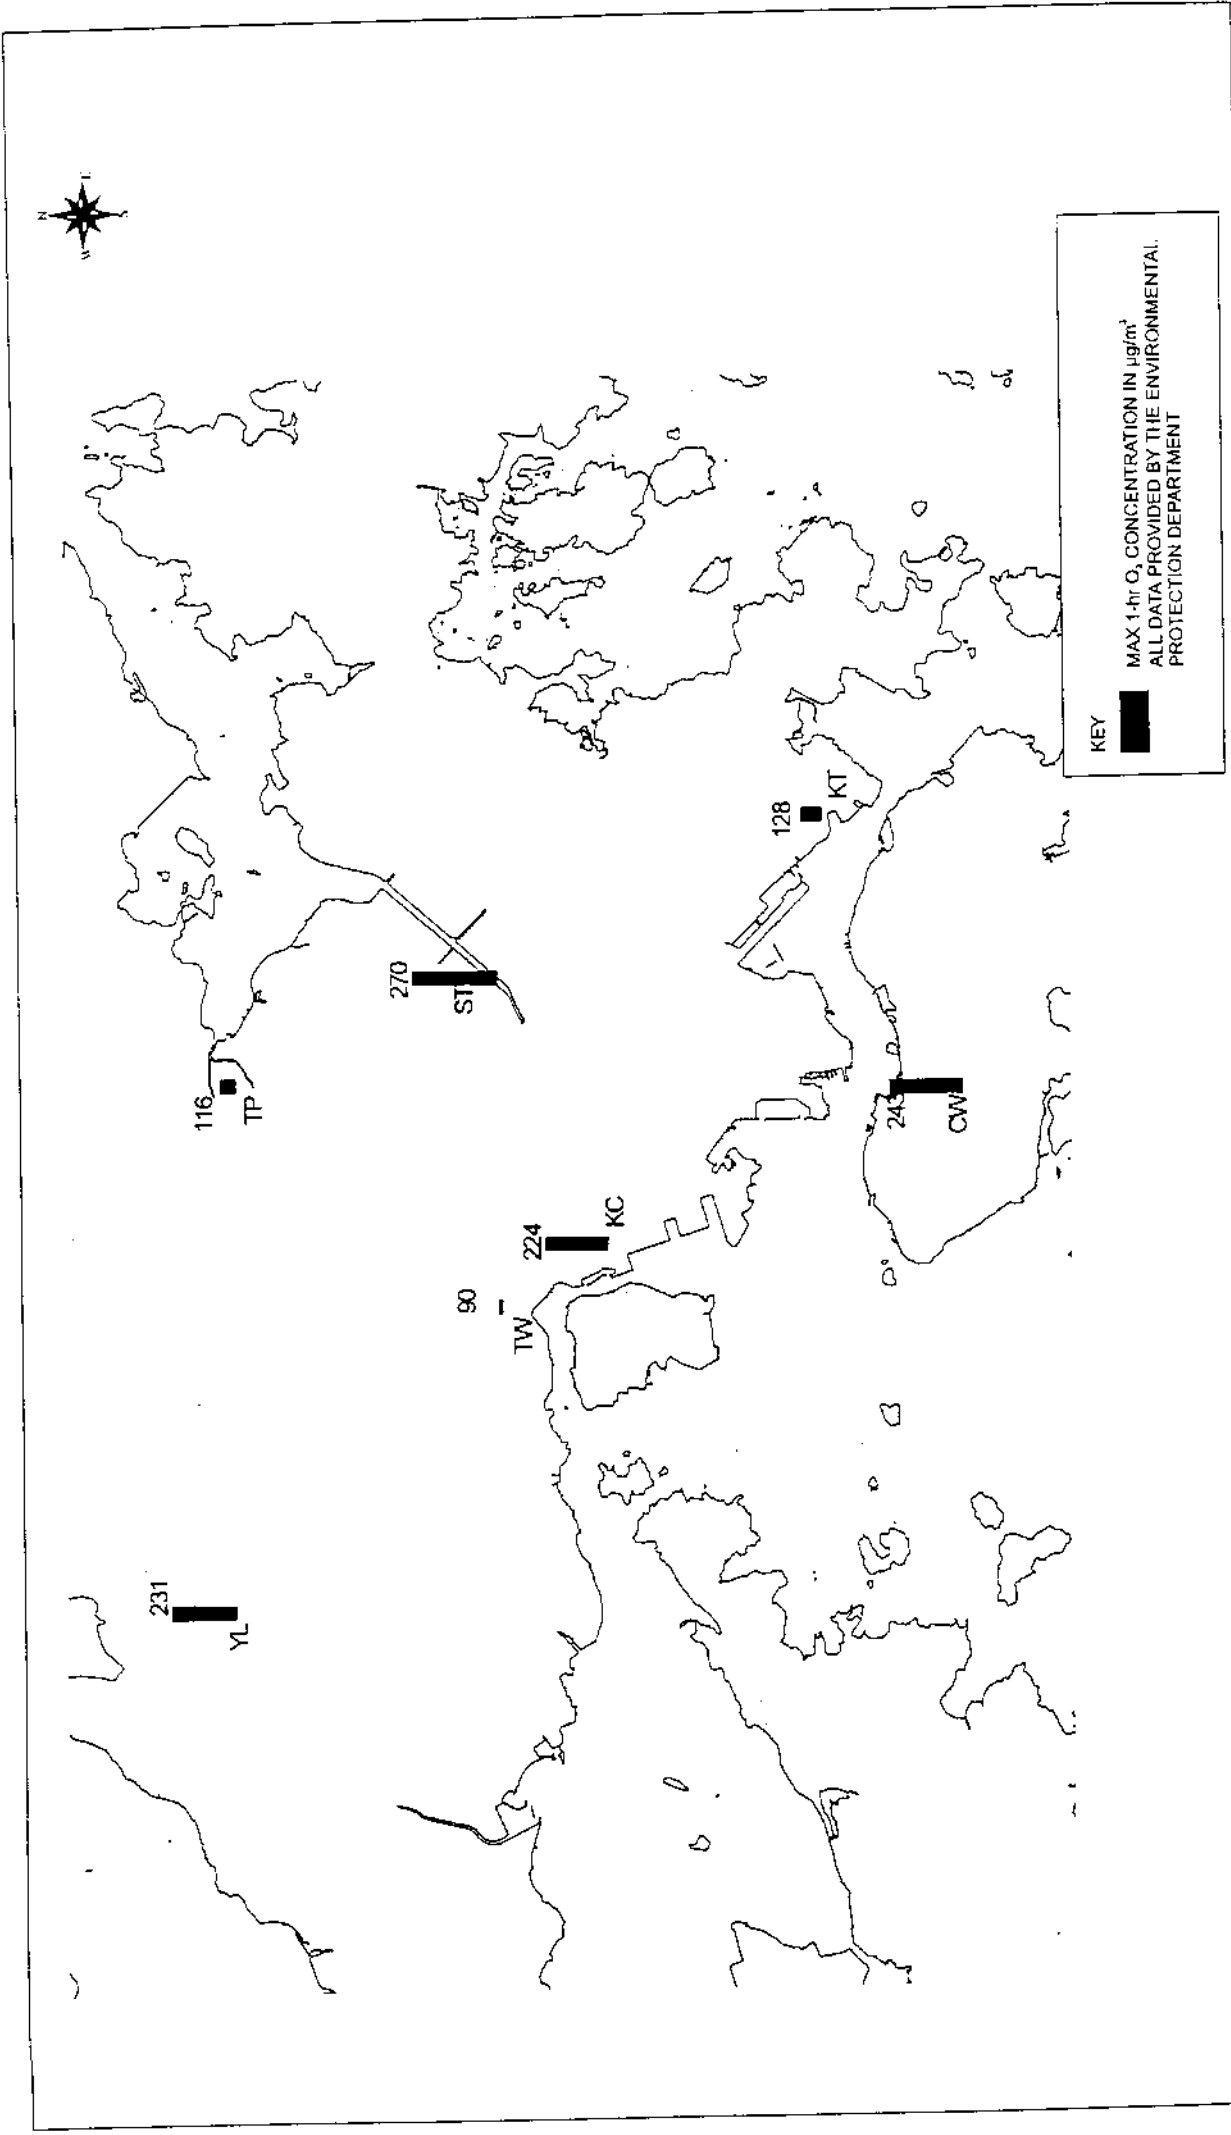 N
W
S
231
YL
116
TP
270
ST
90
TW
224
KC
128
KT
243
CW
KEY
MAX 1-hr O₃ CONCENTRATION IN µg/m³
ALL DATA PROVIDED BY THE ENVIRONMENTAL
PROTECTION DEPARTMENT